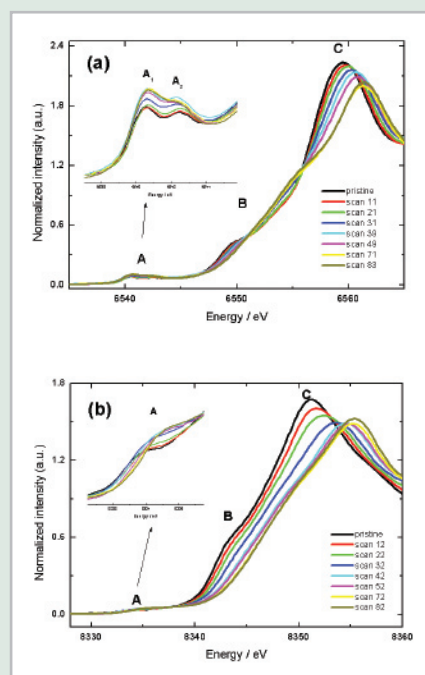 (a)
A1
A2
C
B
A
2.4
1.8
1.2
0.6
0.0
Normalized intensity (a.u.)
pristine
scan 11
scan 21
scan 31
scan 39
scan 49
scan 71
scan 83
6540
6550
6560
Energy / eV
(b)
A
C
B
A
1.8
1.2
0.6
0.0
Normalized intensity (a.u.)
pristine
scan 12
scan 22
scan 32
scan 42
scan 52
scan 72
scan 82
8330
8340
8350
8360
Energy / eV